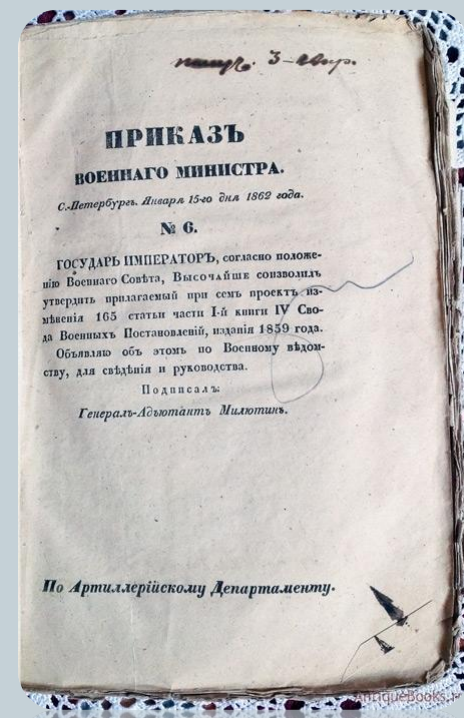 3-
ПРИКАЗЪ
ВОЕННАГО МИНИСТРА.
С.-Петербургъ. Января 15-го дня 1862 года.
№ 6.
ГОСУДАРЬ ИМПЕРАТОРЪ, согласно положе-
нію Военнаго Совѣта, Высочайше соизволилъ
утвердить прилагаемый при семъ проектъ из-
мѣненія 165 статьи части I-й книги IV Сво-
да Военныхъ Постановленій, изданія 1859 года.
Объявляю объ этомъ по Военному вѣдом-
ству, для свѣдѣнія и руководства.
Подписалъ:
Генералъ-Адъютантъ Милютинъ.
По Артиллерійскому Департаменту.
AntiqueBooks.r